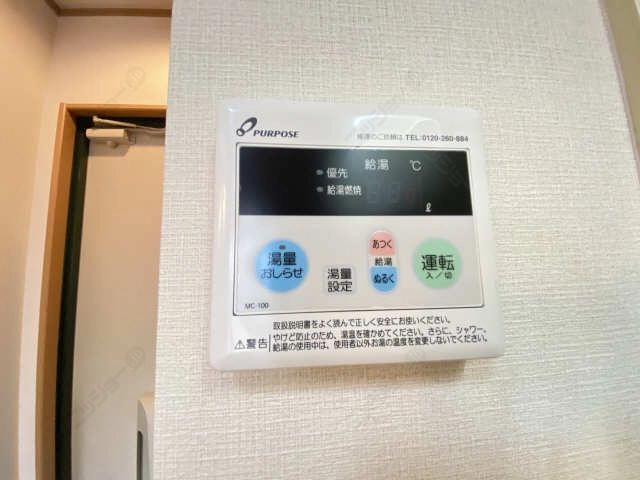 PURPOSE
修理のご依頼は TEL:0120-260-884
優先
給湯
℃
給湯燃焼
ℓ
湯量
おしらせ
湯量
設定
あつく
給湯
ぬるく
運転
入/切
MC-100
取扱説明書をよく読んで正しく安全にお使いください。
⚠警告
やけど防止のため、湯温を確かめてください。さらに、シャワー、
給湯の使用中は、使用者以外お湯の温度を変更しないでください。